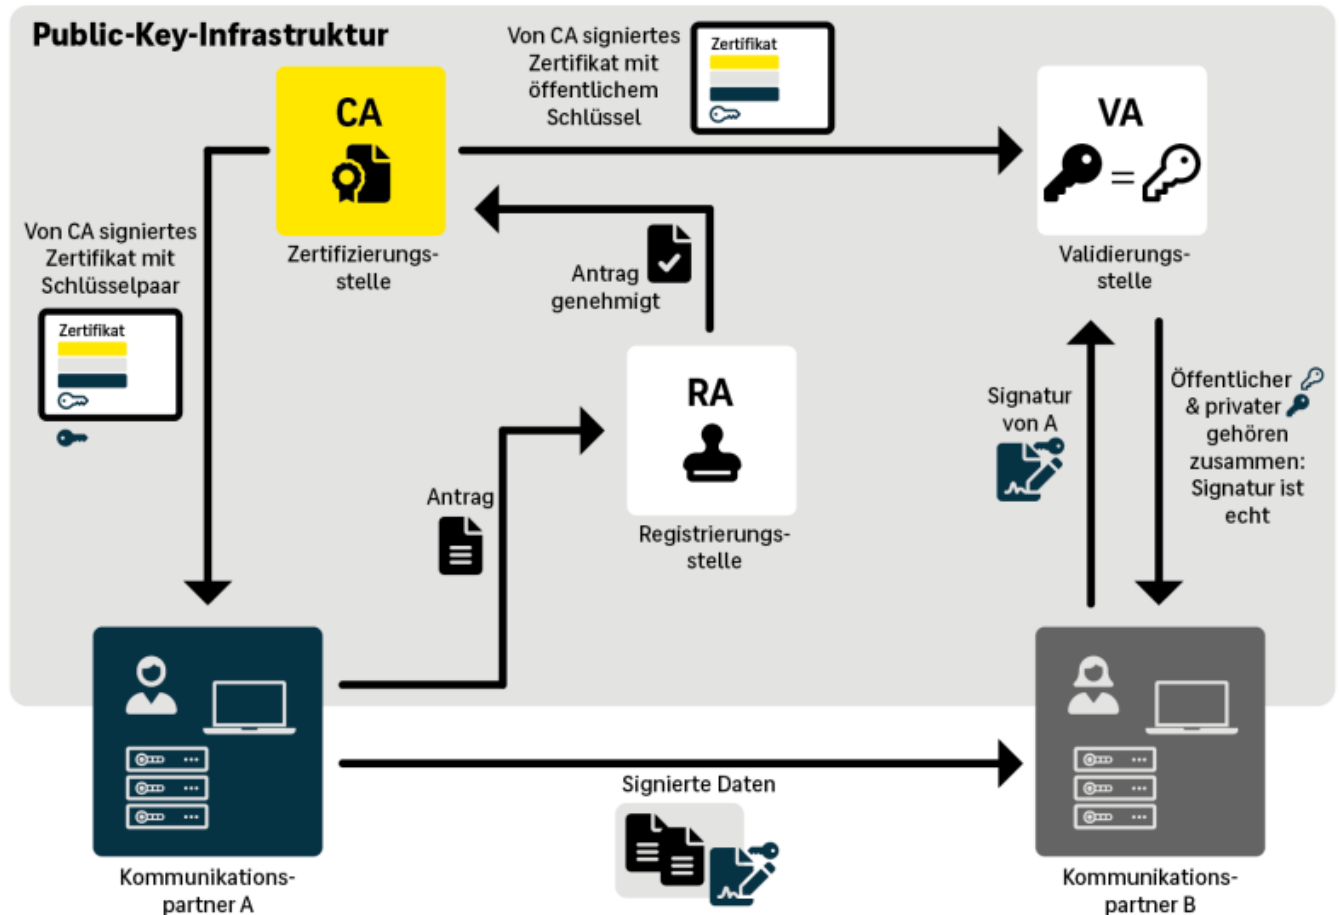 Public-Key-Infrastruktur
Von CA signiertes
Zertifikat mit
öffentlichem
Schlüssel
Zertifikat
CA
Zertifizierungs-
stelle
VA
=
Validierungs-
stelle
Von CA signiertes
Zertifikat mit
Schlüsselpaar
Zertifikat
Antrag
genehmigt
RA
Registrierungs-
stelle
Antrag
Signatur
von A
Öffentlicher
& privater
gehören
zusammen:
Signatur ist
echt
Signierte Daten
Kommunikations-
partner A
Kommunikations-
partner B